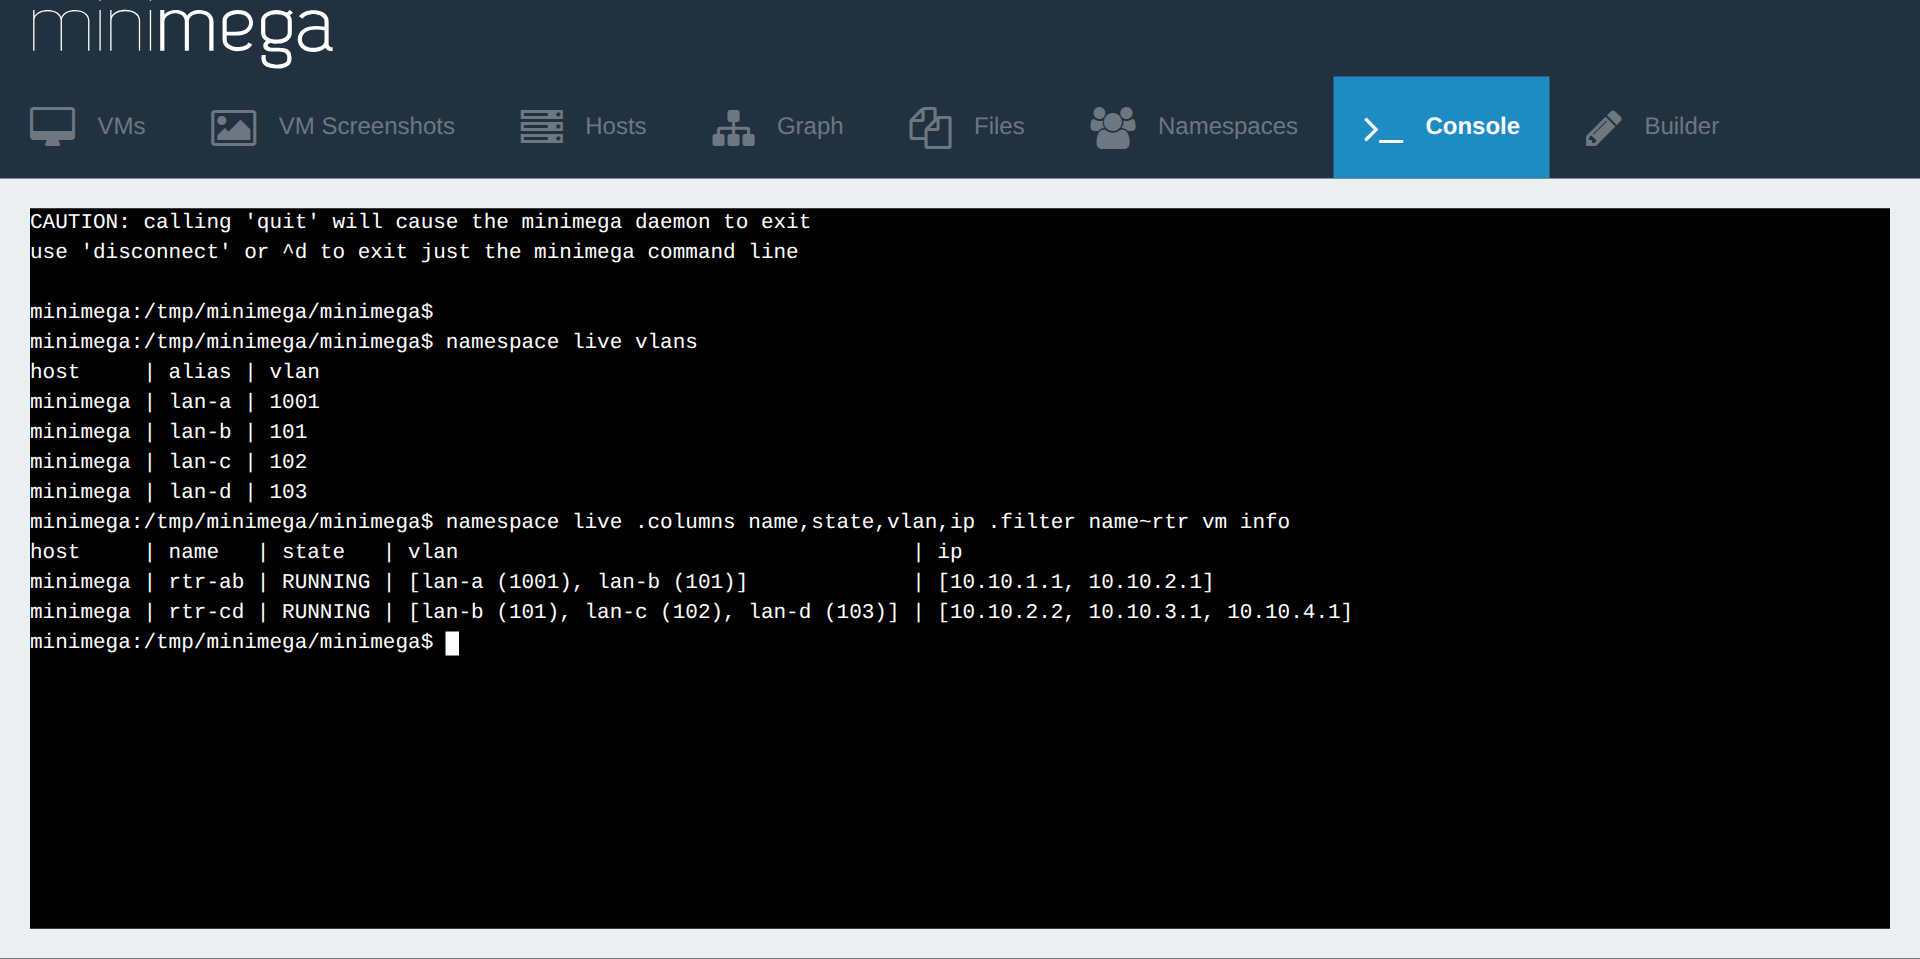 minimega
VMs VM Screenshots Hosts Graph Files Namespaces >_ Console Builder
CAUTION: calling 'quit' will cause the minimega daemon to exit
use 'disconnect' or ^d to exit just the minimega command line
minimega:/tmp/minimega/minimega$
minimega:/tmp/minimega/minimega$ namespace live vlans
host     | alias | vlan
minimega | lan-a | 1001
minimega | lan-b | 101
minimega | lan-c | 102
minimega | lan-d | 103
minimega:/tmp/minimega/minimega$ namespace live .columns name,state,vlan,ip .filter name~rtr vm info
host     | name   | state   | vlan                                    | ip
minimega | rtr-ab | RUNNING | [lan-a (1001), lan-b (101)]             | [10.10.1.1, 10.10.2.1]
minimega | rtr-cd | RUNNING | [lan-b (101), lan-c (102), lan-d (103)] | [10.10.2.2, 10.10.3.1, 10.10.4.1]
minimega:/tmp/minimega/minimega$